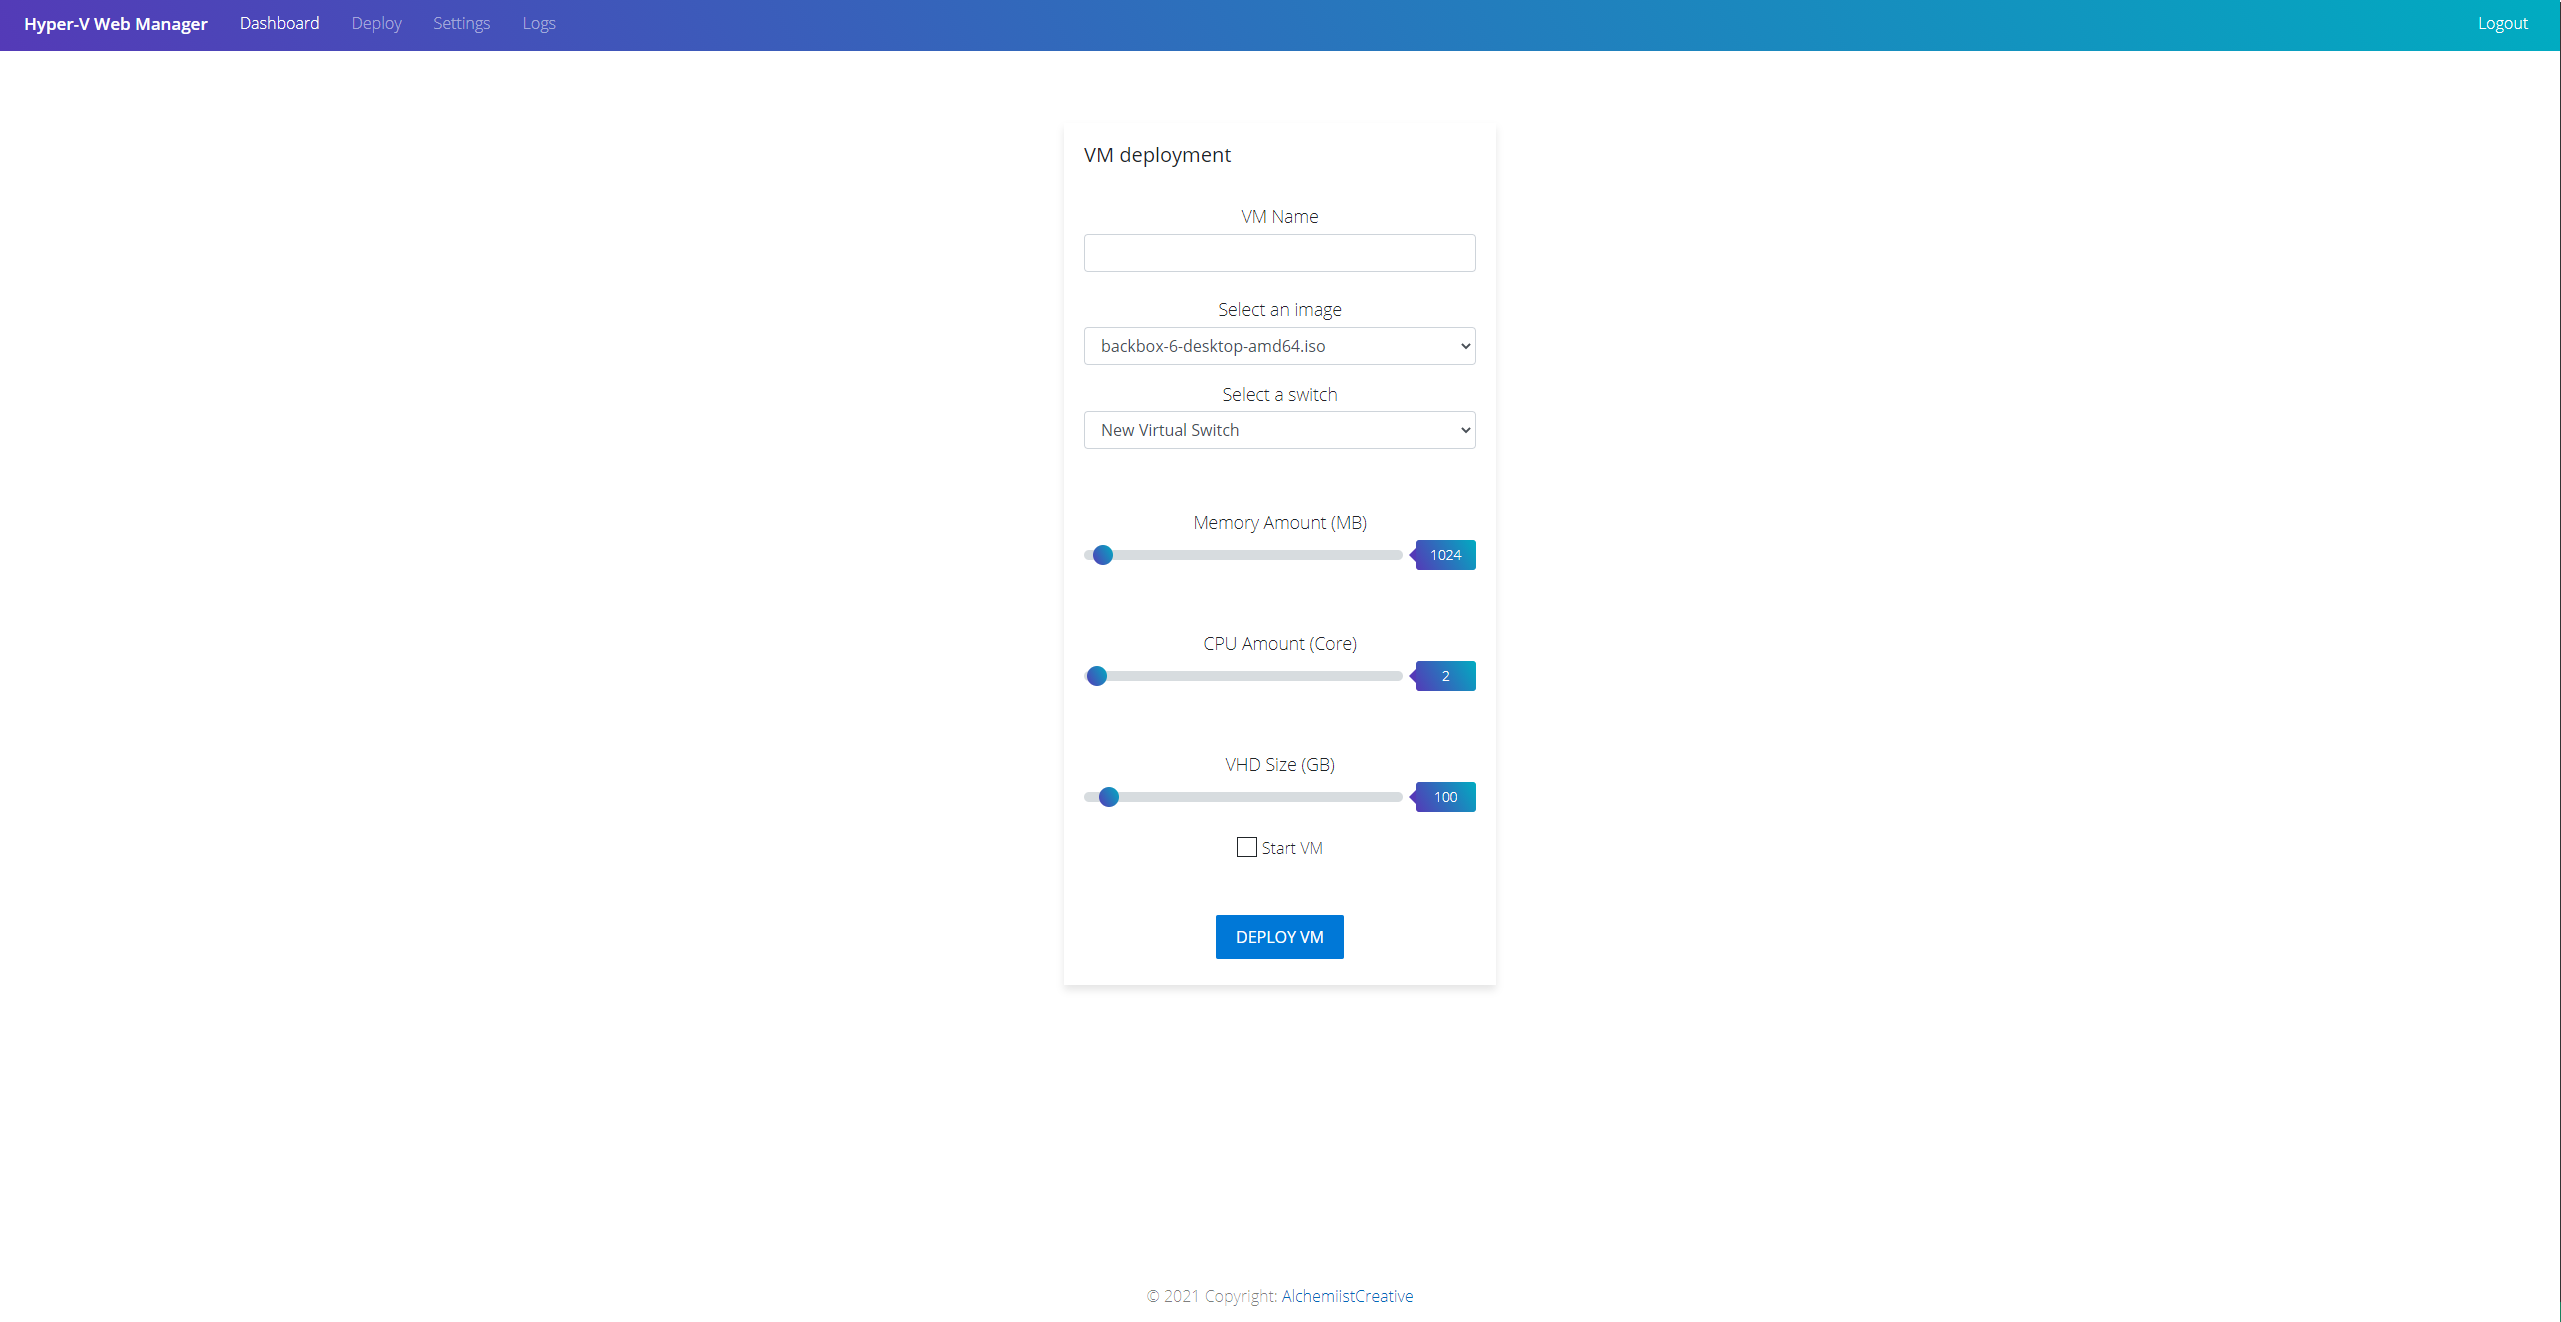 Hyper-V Web Manager Dashboard Deploy Settings Logs Logout
VM deployment
VM Name
Select an image
backbox-6-desktop-amd64.iso
Select a switch
New Virtual Switch
Memory Amount (MB)
1024
CPU Amount (Core)
2
VHD Size (GB)
100
Start VM
DEPLOY VM
© 2021 Copyright: AlchemiistCreative